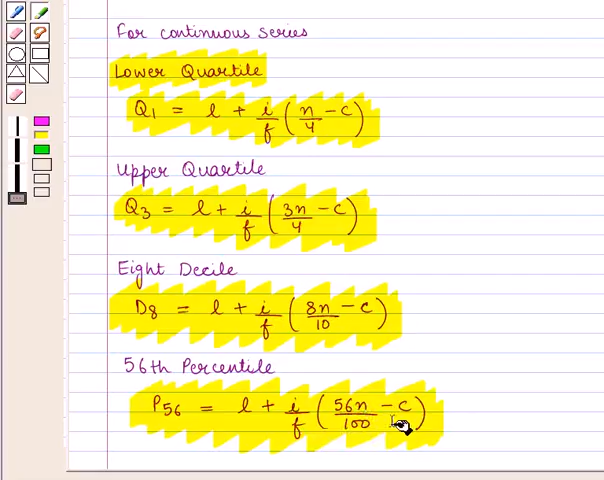 For continuous series
Lower Quartile
Q₁ = l + i/f (n/4 - c)
Upper Quartile
Q₃ = l + i/f (3n/4 - c)
Eight Decile
D₈ = l + i/f (8n/10 - c)
56th Percentile
P₅₆ = l + i/f (56n/100 - c)